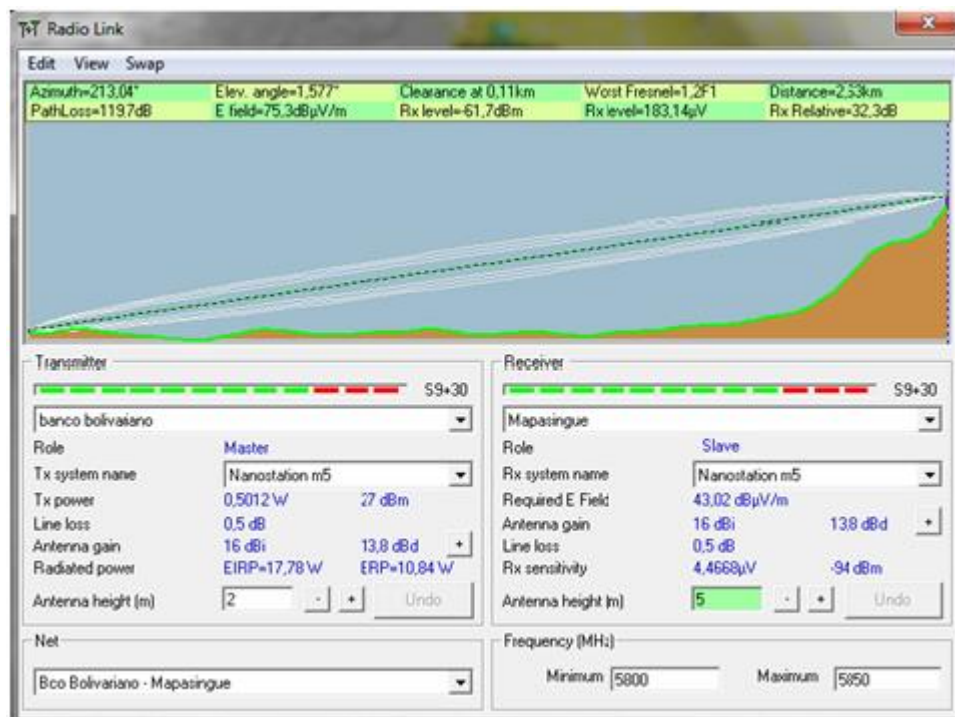 Radio Link
Edit View Swap
Azimuth=213,04° Elev. angle=1,577° Clearance at 0,11km Worst Fresnel=1,2F1 Distance=2,53km
PathLoss=119,7dB E field=75,3dBµV/m Rx level=-61,7dBm Rx level=183,14µV Rx Relative=32,3dB
Transmitter
S9+30
banco bolivariano
Role Master
Tx system name Nanostation m5
Tx power 0,5012 W 27 dBm
Line loss 0,5 dB
Antenna gain 16 dBi 13,8 dBd +
Radiated power EIRP=17,78 W ERP=10,84 W
Antenna height (m) 2 - + Undo
Net
Bco Bolivariano - Mapasingue
Receiver
S9+30
Mapasingue
Role Slave
Rx system name Nanostation m5
Required E Field 43,02 dBµV/m
Antenna gain 16 dBi 13,8 dBd +
Line loss 0,5 dB
Rx sensitivity 4,4668µV -94 dBm
Antenna height (m) 5 - + Undo
Frequency (MHz)
Minimum 5800 Maximum 5850